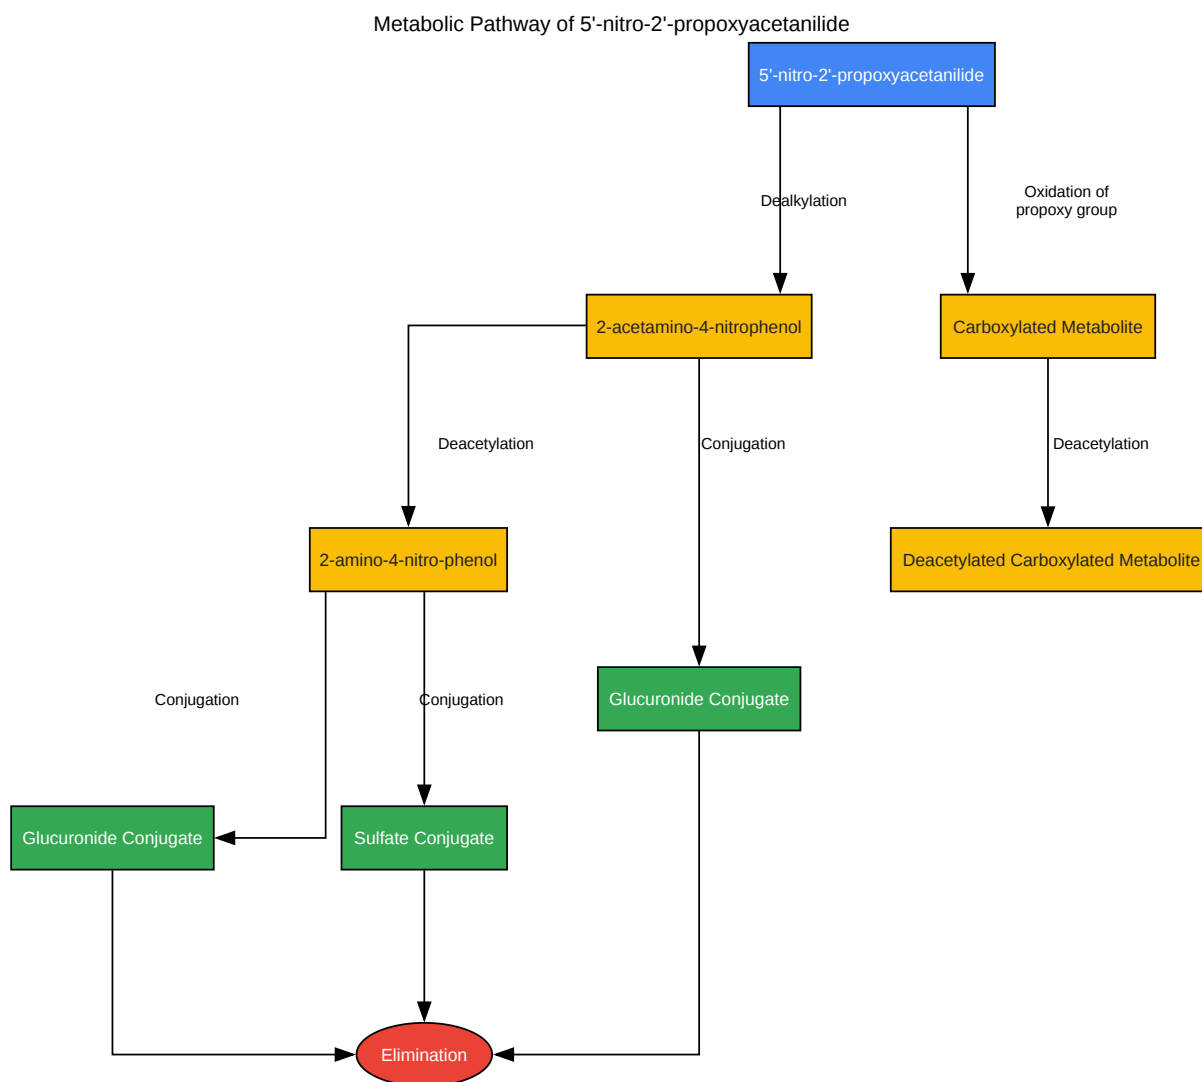 Metabolic Pathway of 5'-nitro-2'-propoxyacetanilide
5'-nitro-2'-propoxyacetanilide
Dealkylation
Oxidation of
propoxy group
2-acetamino-4-nitrophenol
Carboxylated Metabolite
Deacetylation
Conjugation
Deacetylation
2-amino-4-nitro-phenol
Deacetylated Carboxylated Metabolite
Conjugation
Conjugation
Glucuronide Conjugate
Glucuronide Conjugate
Sulfate Conjugate
Elimination